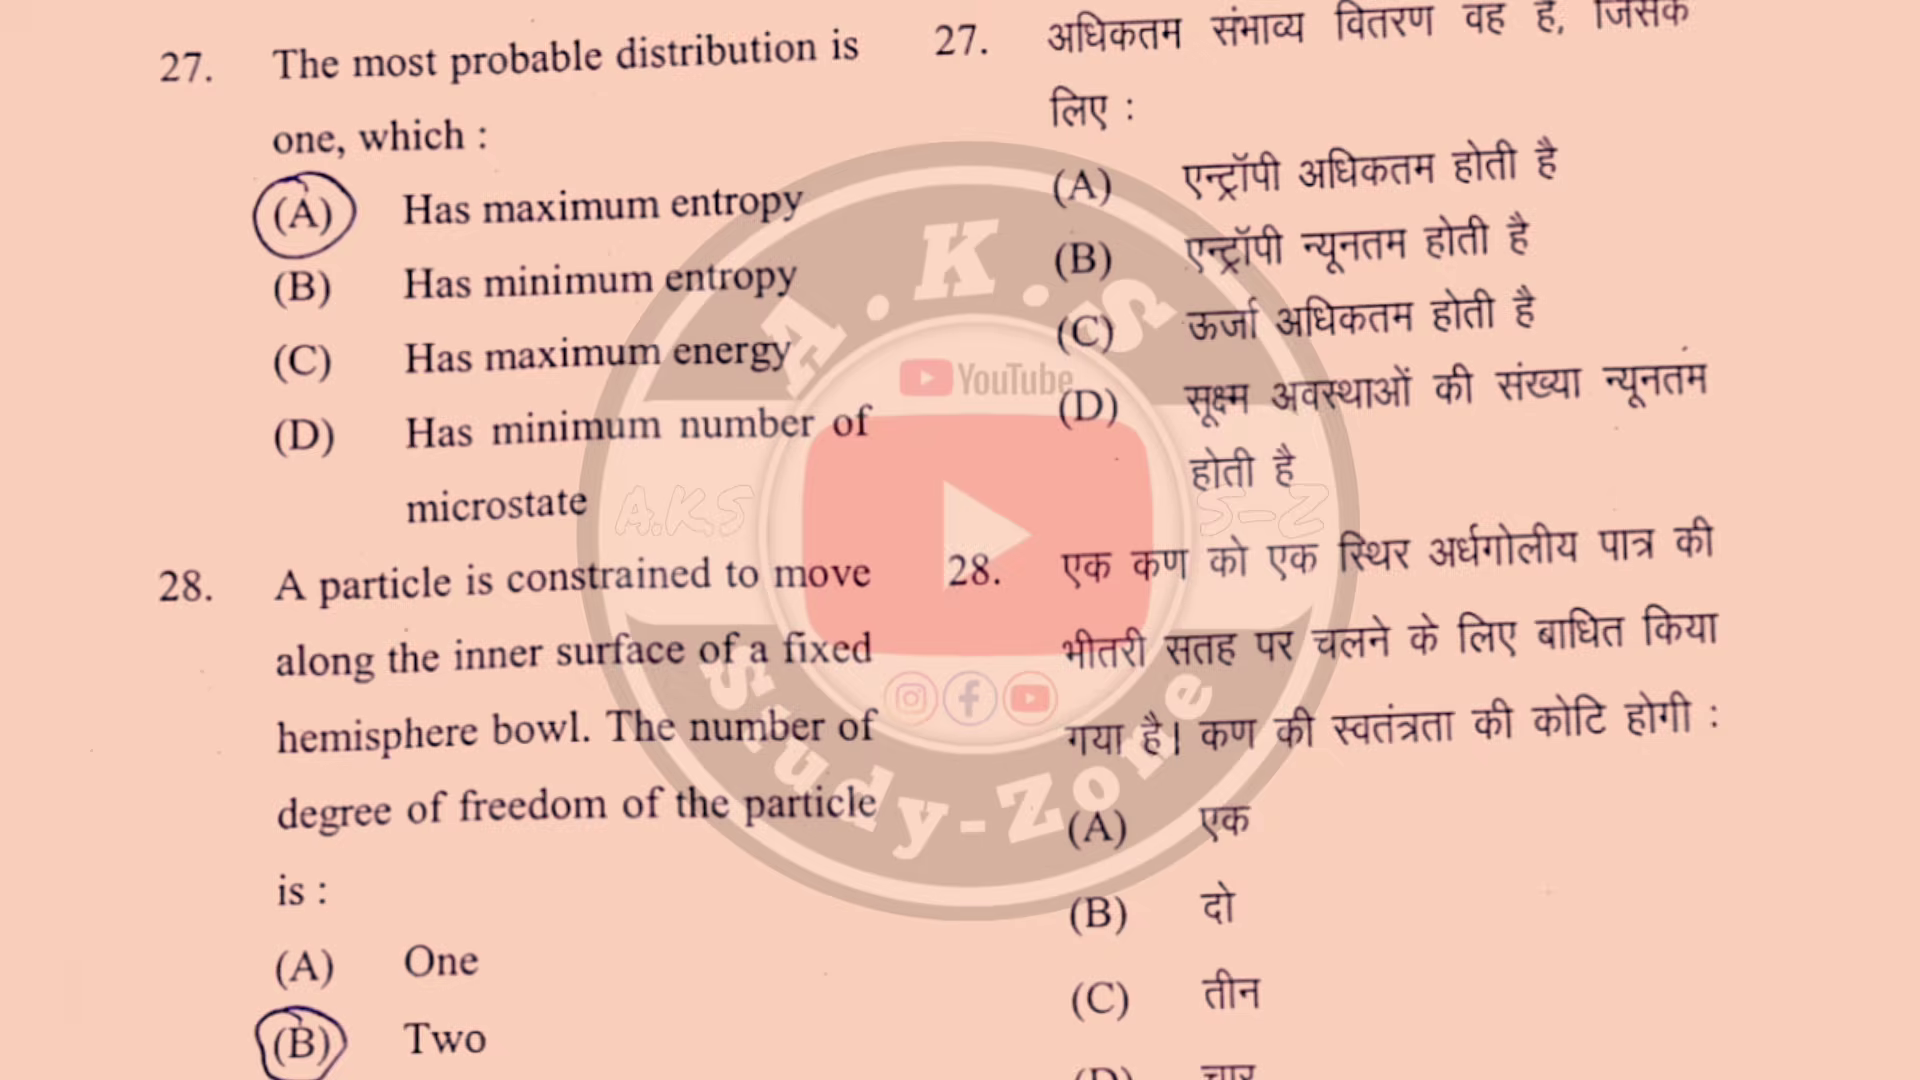 27. The most probable distribution is
one, which :
(A) Has maximum entropy
(B) Has minimum entropy
(C) Has maximum energy
(D) Has minimum number of
microstate
28. A particle is constrained to move
along the inner surface of a fixed
hemisphere bowl. The number of
degree of freedom of the particle
is :
(A) One
(B) Two
27. अधिकतम संभाव्य वितरण वह है, जिसके
लिए :
(A) एन्ट्रॉपी अधिकतम होती है
(B) एन्ट्रॉपी न्यूनतम होती है
(C) ऊर्जा अधिकतम होती है
(D) सूक्ष्म अवस्थाओं की संख्या न्यूनतम
होती है
28. एक कण को एक स्थिर अर्धगोलीय पात्र की
भीतरी सतह पर चलने के लिए बाधित किया
गया है। कण की स्वतंत्रता की कोटि होगी :
(A) एक
(B) दो
(C) तीन
(D) चार
A.K.S
YouTube
A.K.S S-Z
Study-Zone